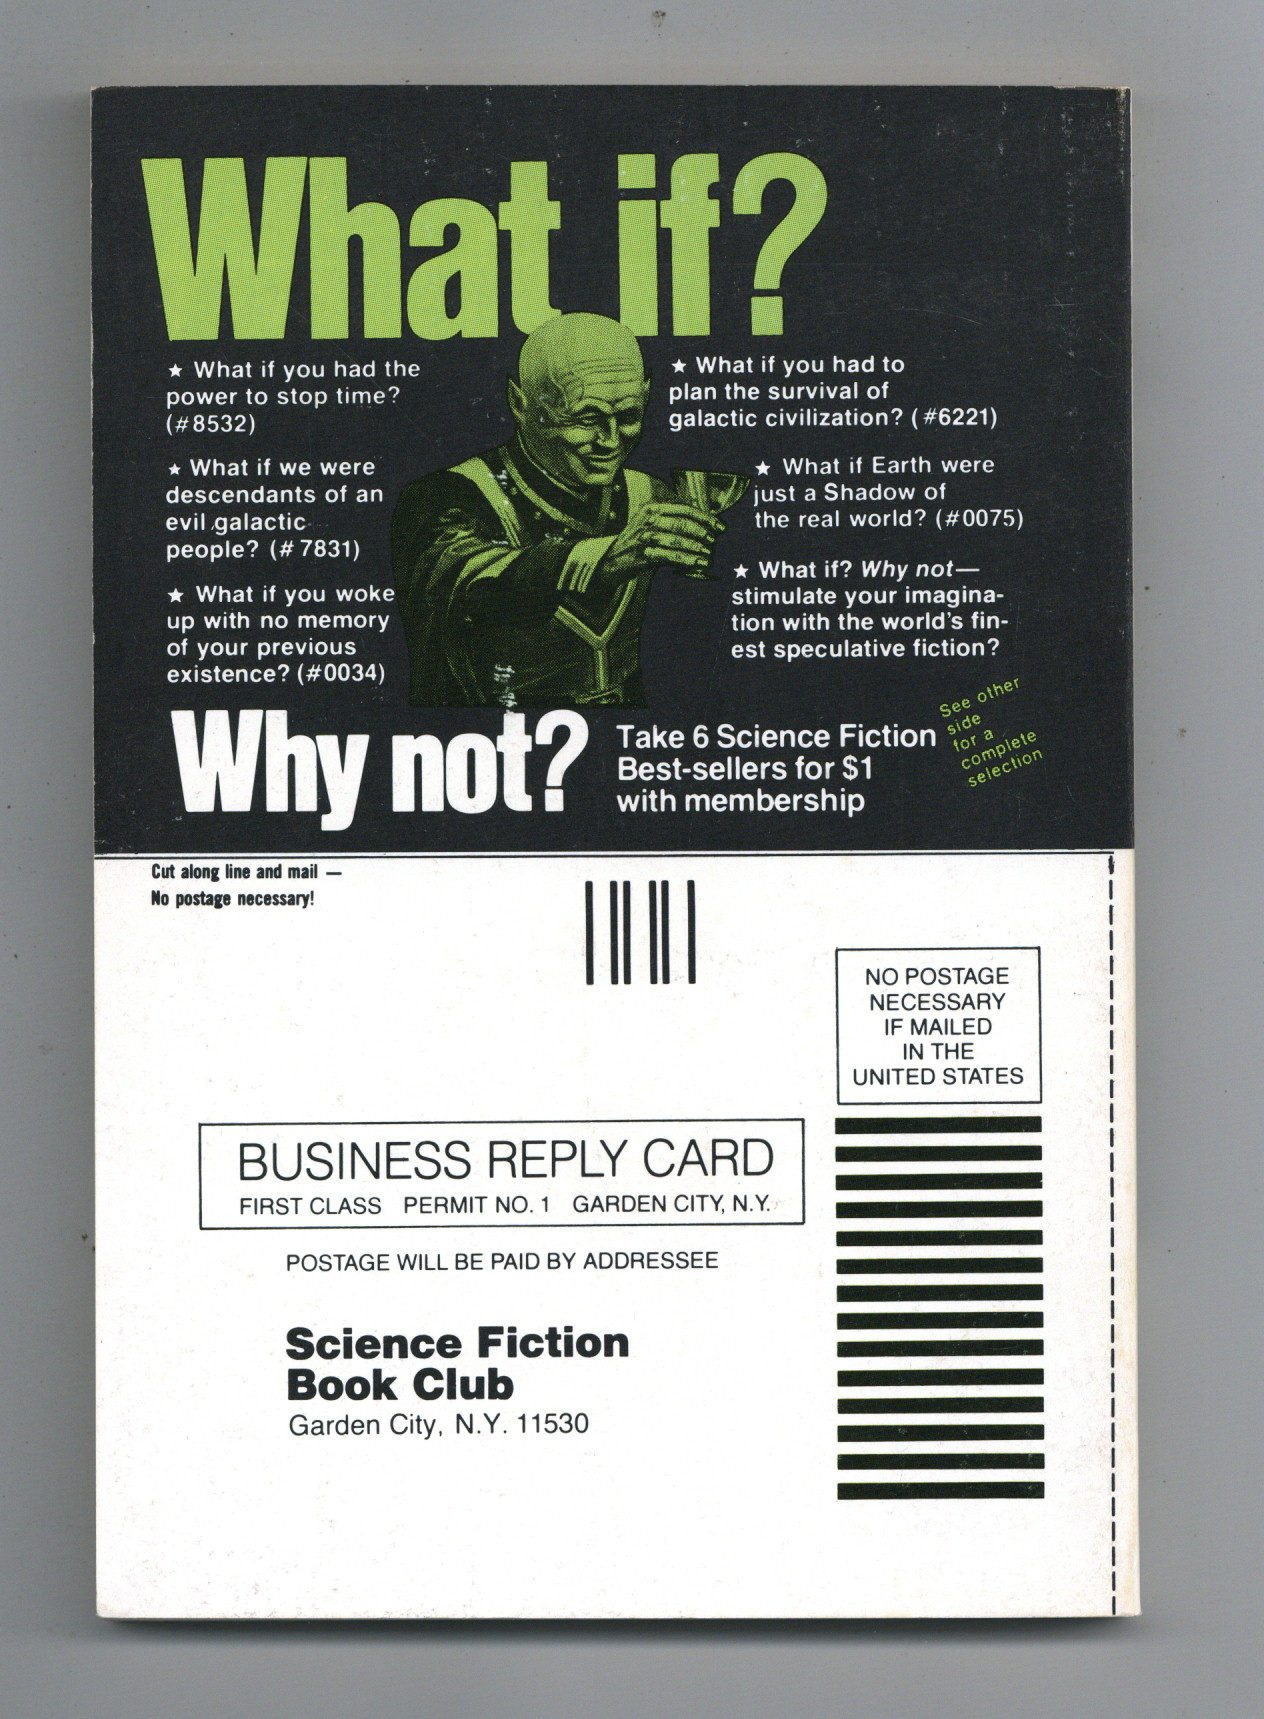 What if?
★ What if you had the
power to stop time?
(#8532)
★ What if we were
descendants of an
evil galactic
people? (#7831)
★ What if you woke
up with no memory
of your previous
existence? (#0034)
★ What if you had to
plan the survival of
galactic civilization? (#6221)
★ What if Earth were
just a Shadow of
the real world? (#0075)
★ What if? Why not—
stimulate your imagina-
tion with the world's fin-
est speculative fiction?
Why not?
Take 6 Science Fiction
Best-sellers for $1
with membership
See other
side
for a
complete
selection
Cut along line and mail —
No postage necessary!
NO POSTAGE
NECESSARY
IF MAILED
IN THE
UNITED STATES
BUSINESS REPLY CARD
FIRST CLASS PERMIT NO. 1 GARDEN CITY, N.Y.
POSTAGE WILL BE PAID BY ADDRESSEE
Science Fiction
Book Club
Garden City, N.Y. 11530